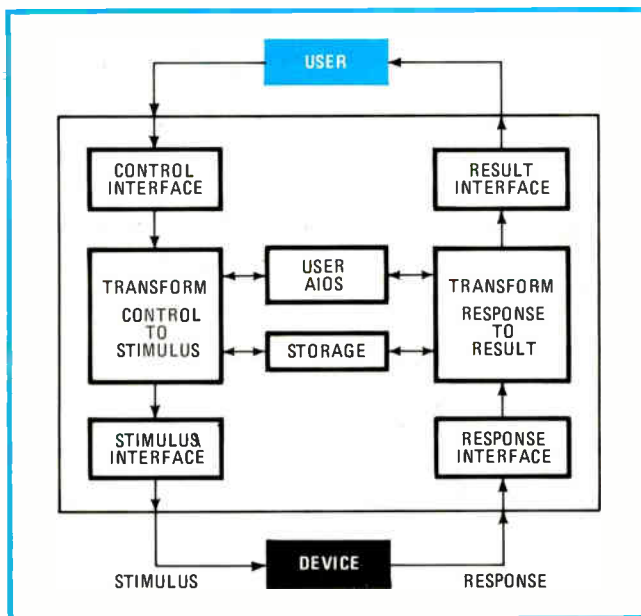 USER
CONTROL
INTERFACE
RESULT
INTERFACE
TRANSFORM
CONTROL
TO
STIMULUS
USER
AIOS
STORAGE
TRANSFORM
RESPONSE
TO
RESULT
STIMULUS
INTERFACE
RESPONSE
INTERFACE
DEVICE
STIMULUS
RESPONSE